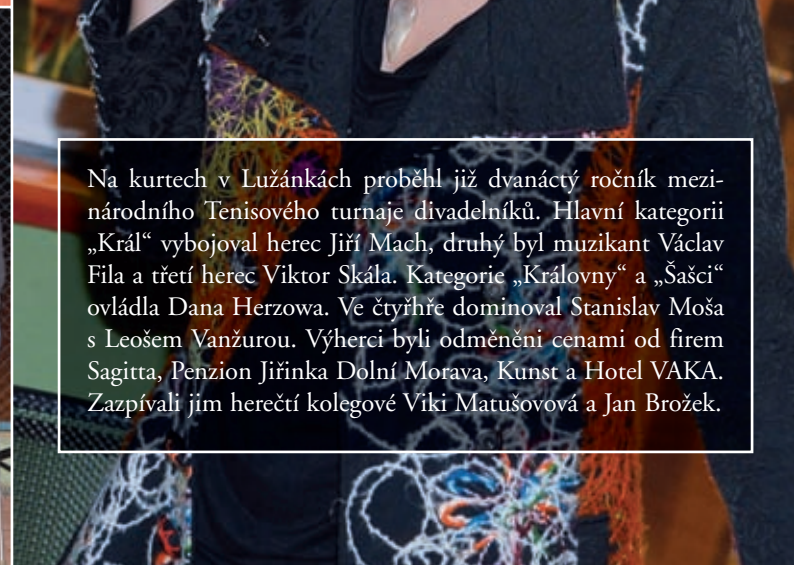 Na kurtech v Lužánkách proběhl již dvanáctý ročník mezi-
národního Tenisového turnaje divadelníků. Hlavní kategorii
„Král“ vybojoval herec Jiří Mach, druhý byl muzikant Václav
Fila a třetí herec Viktor Skála. Kategorie „Královny“ a „Šašci“
ovládla Dana Herzowa. Ve čtyřhře dominoval Stanislav Moša
s Leošem Vanžurou. Výherci byli odměněni cenami od firem
Sagitta, Penzion Jiřinka Dolní Morava, Kunst a Hotel VAKA.
Zazpívali jim herečtí kolegové Viki Matušovová a Jan Brožek.